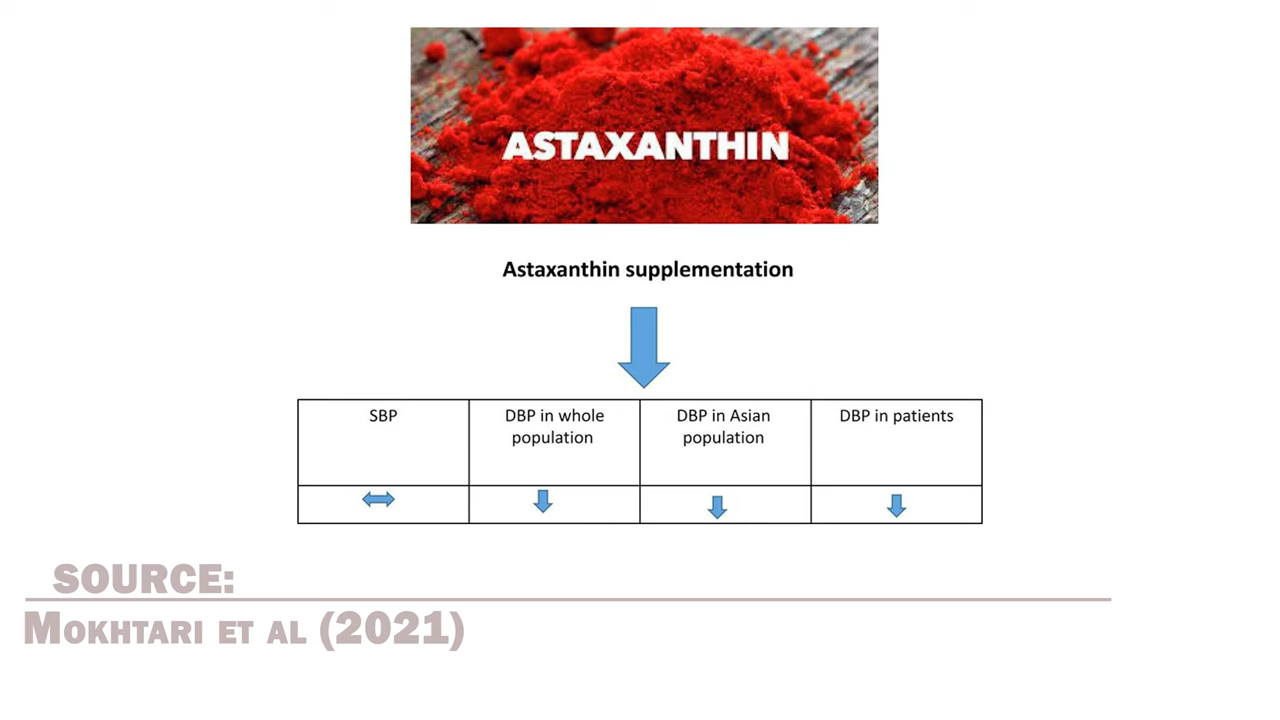 ASTAXANTHIN
Astaxanthin supplementation
SBP
DBP in whole
population
DBP in Asian
population
DBP in patients
SOURCE:
MOKHTARI ET AL (2021)